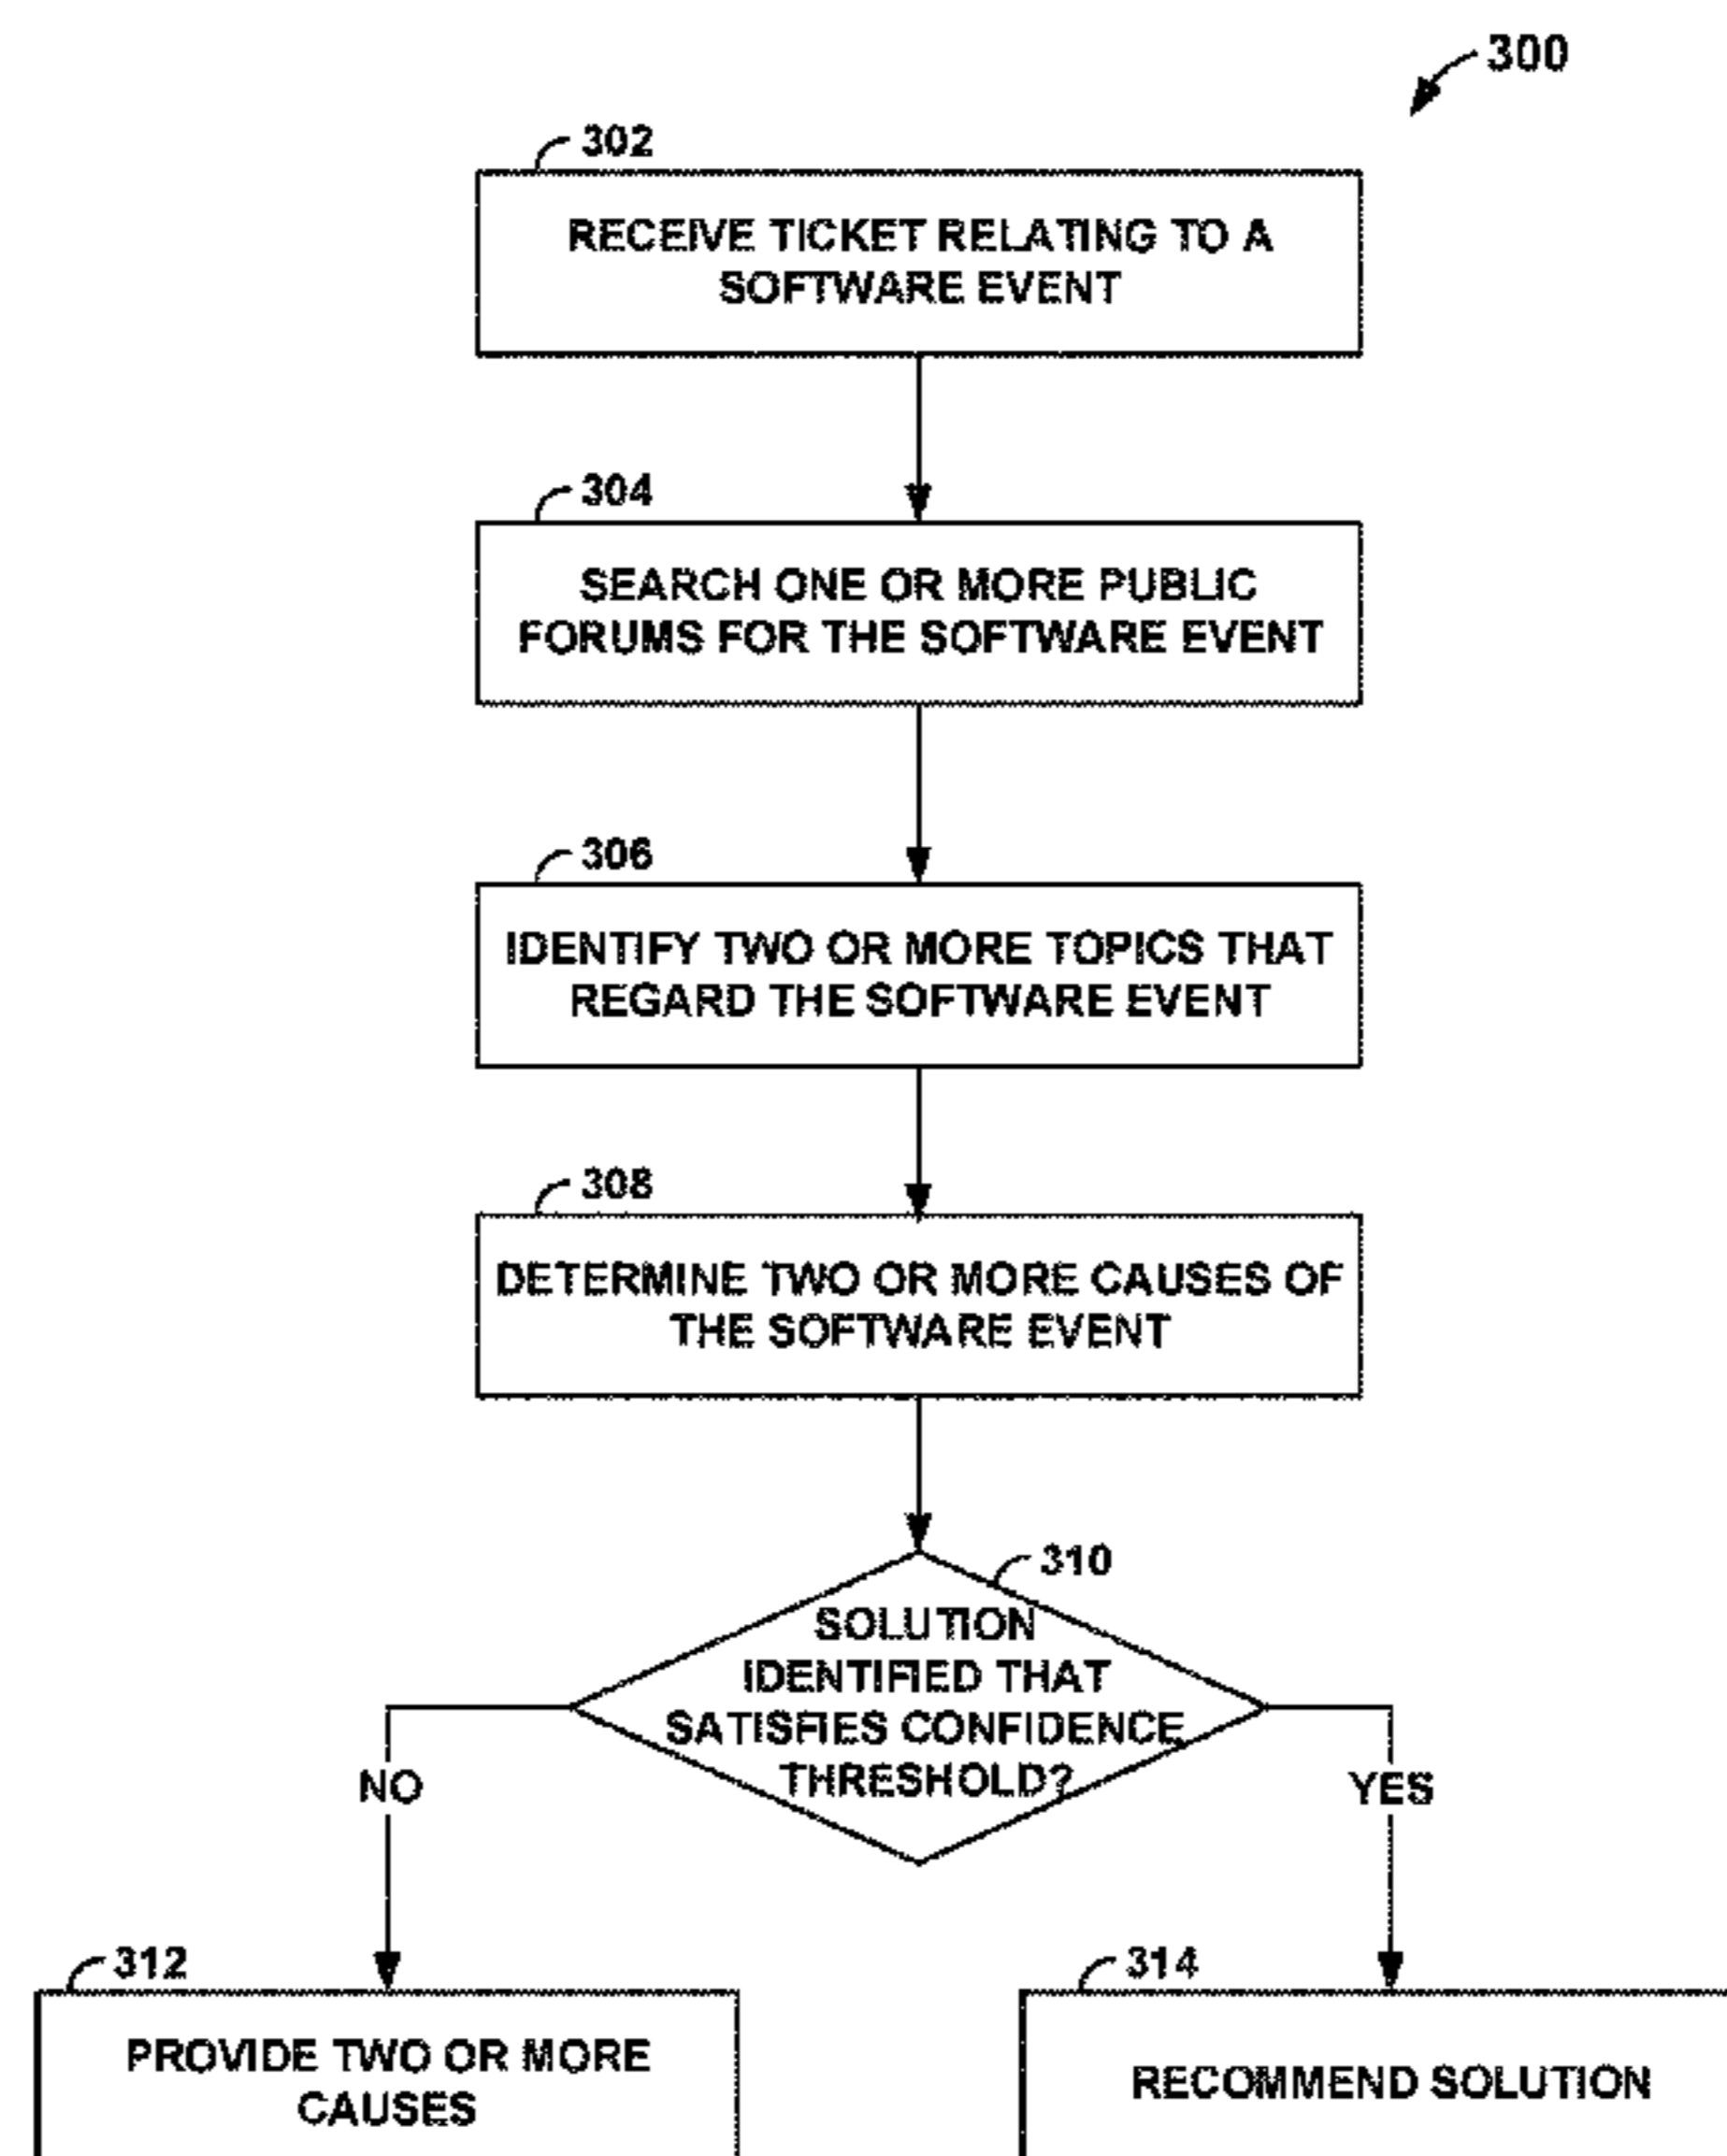 300
302
RECEIVE TICKET RELATING TO A
SOFTWARE EVENT
304
SEARCH ONE OR MORE PUBLIC
FORUMS FOR THE SOFTWARE EVENT
306
IDENTIFY TWO OR MORE TOPICS THAT
REGARD THE SOFTWARE EVENT
308
DETERMINE TWO OR MORE CAUSES OF
THE SOFTWARE EVENT
310
SOLUTION
IDENTIFIED THAT
SATISFIES CONFIDENCE
THRESHOLD?
NO
YES
312
PROVIDE TWO OR MORE
CAUSES
314
RECOMMEND SOLUTION